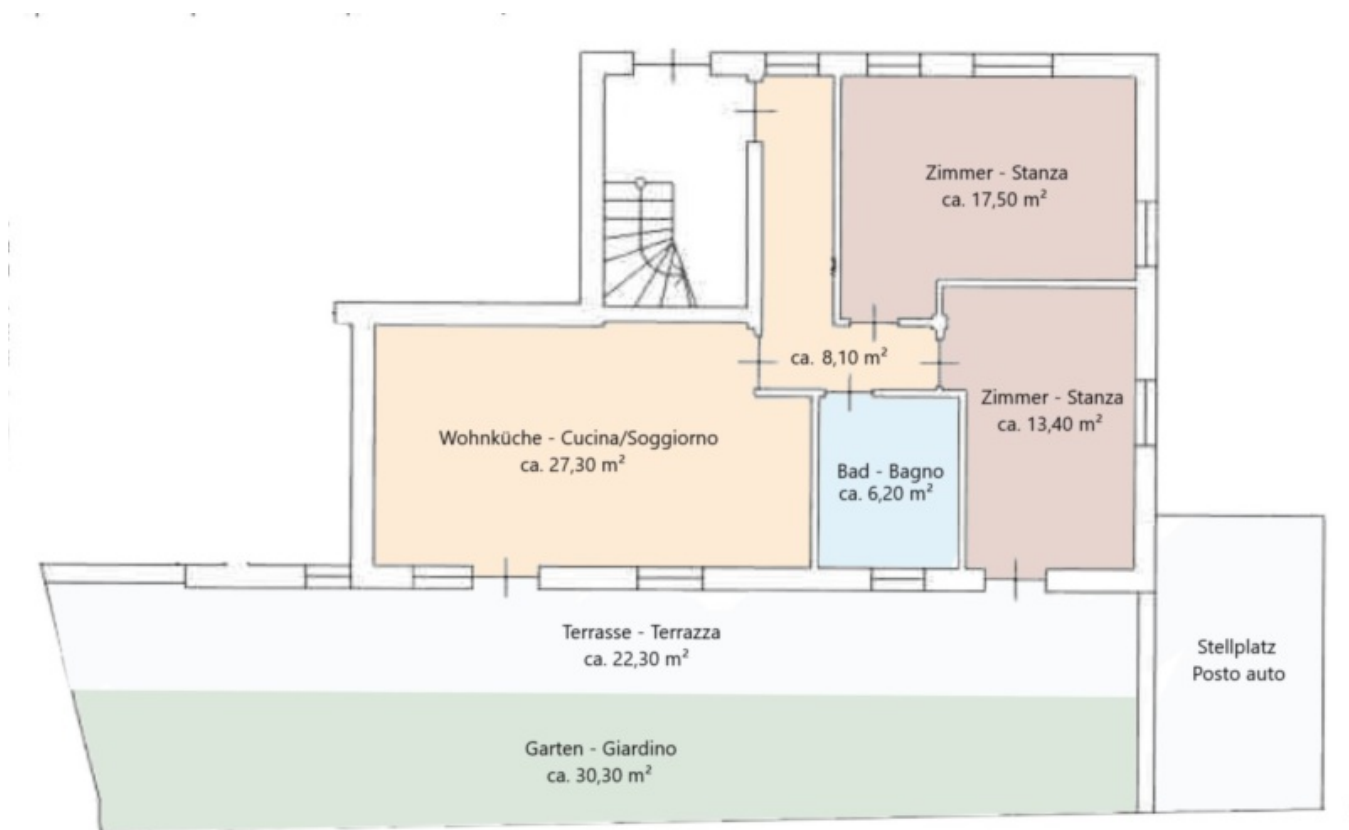 Zimmer - Stanza
ca. 17,50 m²
ca. 8,10 m²
Zimmer - Stanza
ca. 13,40 m²
Wohnküche - Cucina/Soggiorno
ca. 27,30 m²
Bad - Bagno
ca. 6,20 m²
Terrasse - Terrazza
ca. 22,30 m²
Stellplatz
Posto auto
Garten - Giardino
ca. 30,30 m²